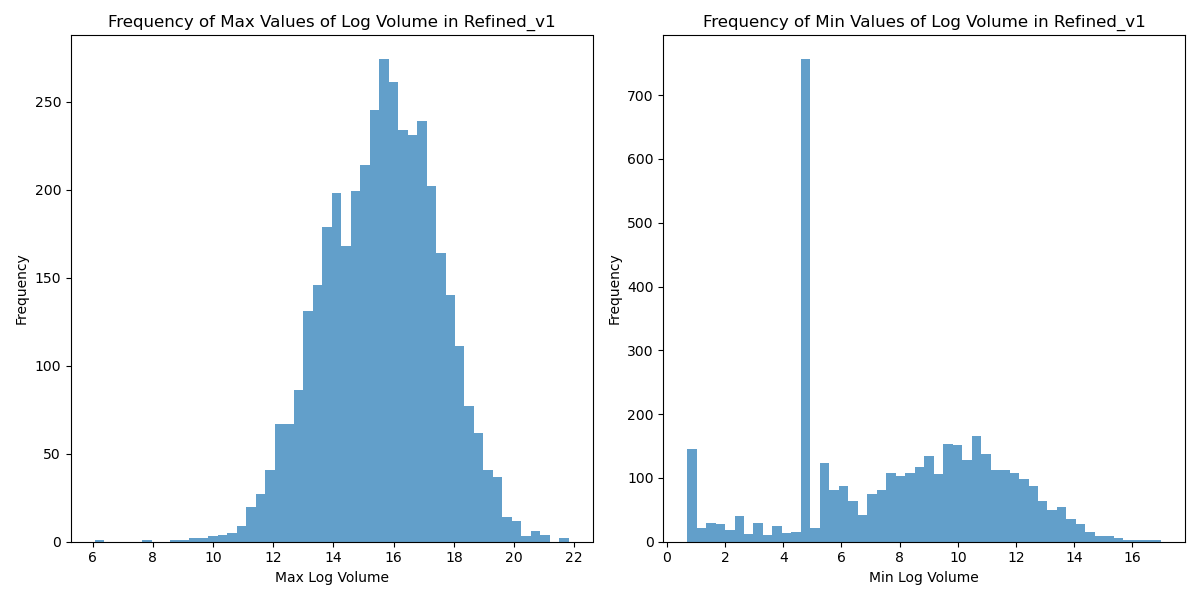 Frequency of Max Values of Log Volume in Refined_v1
Frequency
250
200
150
100
50
0
6 8 10 12 14 16 18 20 22
Max Log Volume
Frequency of Min Values of Log Volume in Refined_v1
Frequency
700
600
500
400
300
200
100
0
0 2 4 6 8 10 12 14 16
Min Log Volume